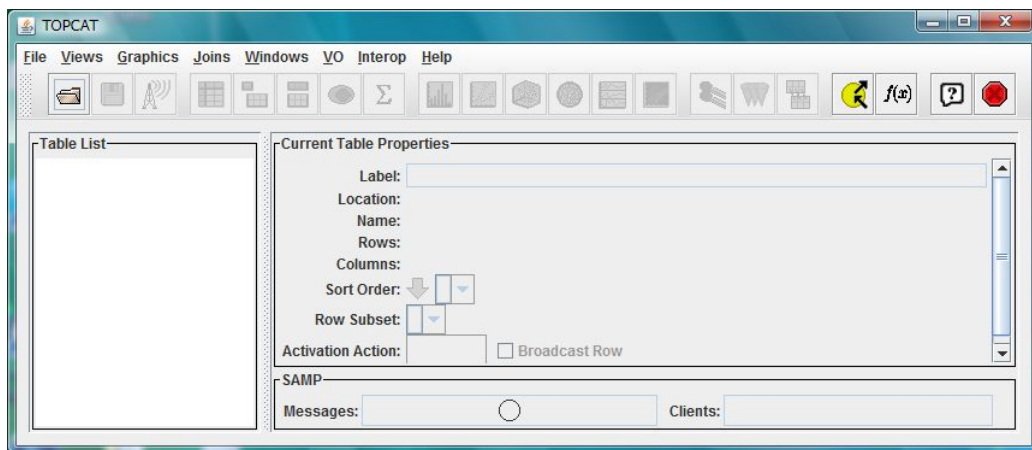 TOPCAT
File Views Graphics Joins Windows VO Interop Help
Σ f(x) ?
Table List
Current Table Properties
Label:
Location:
Name:
Rows:
Columns:
Sort Order:
Row Subset:
Activation Action: Broadcast Row
SAMP
Messages: Clients: